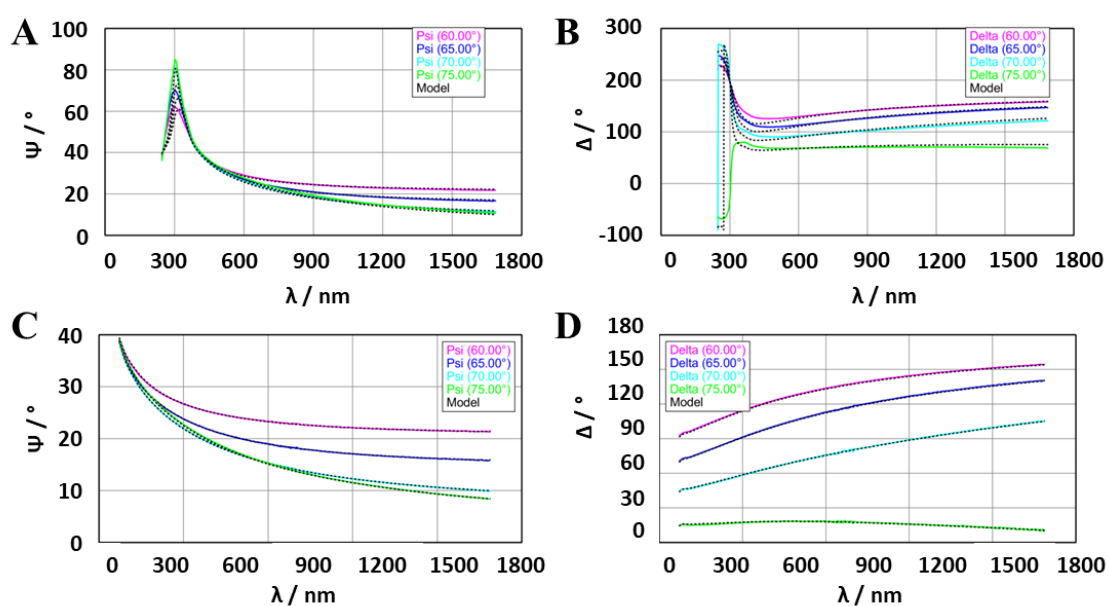 A
100
80
60
40
20
0
Ψ / °
Psi (60.00°)
Psi (65.00°)
Psi (70.00°)
Psi (75.00°)
Model
0 300 600 900 1200 1500 1800
λ / nm
B
300
200
100
0
-100
Δ / °
Delta (60.00°)
Delta (65.00°)
Delta (70.00°)
Delta (75.00°)
Model
0 300 600 900 1200 1500 1800
λ / nm
C
40
30
20
10
0
Ψ / °
Psi (60.00°)
Psi (65.00°)
Psi (70.00°)
Psi (75.00°)
Model
0 300 600 900 1200 1500 1800
λ / nm
D
180
150
120
90
60
30
0
Δ / °
Delta (60.00°)
Delta (65.00°)
Delta (70.00°)
Delta (75.00°)
Model
0 300 600 900 1200 1500 1800
λ / nm